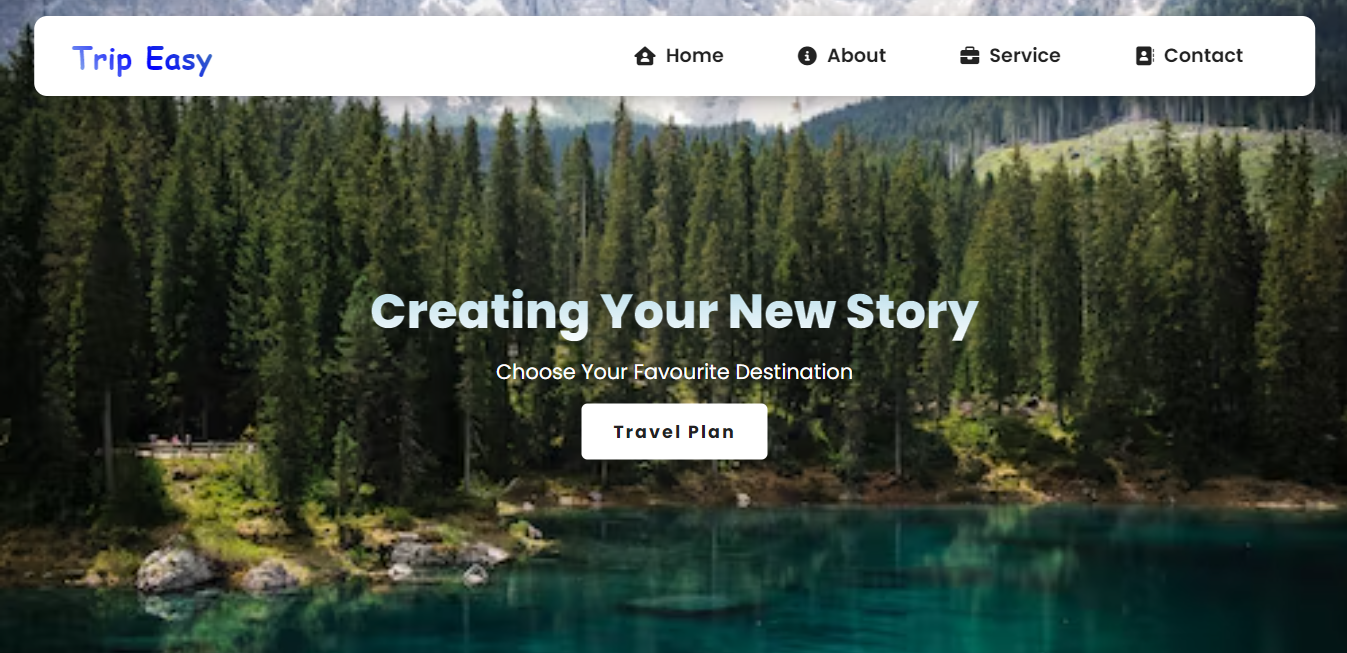 Trip Easy
Home
About
Service
Contact
Creating Your New Story
Choose Your Favourite Destination
Travel Plan